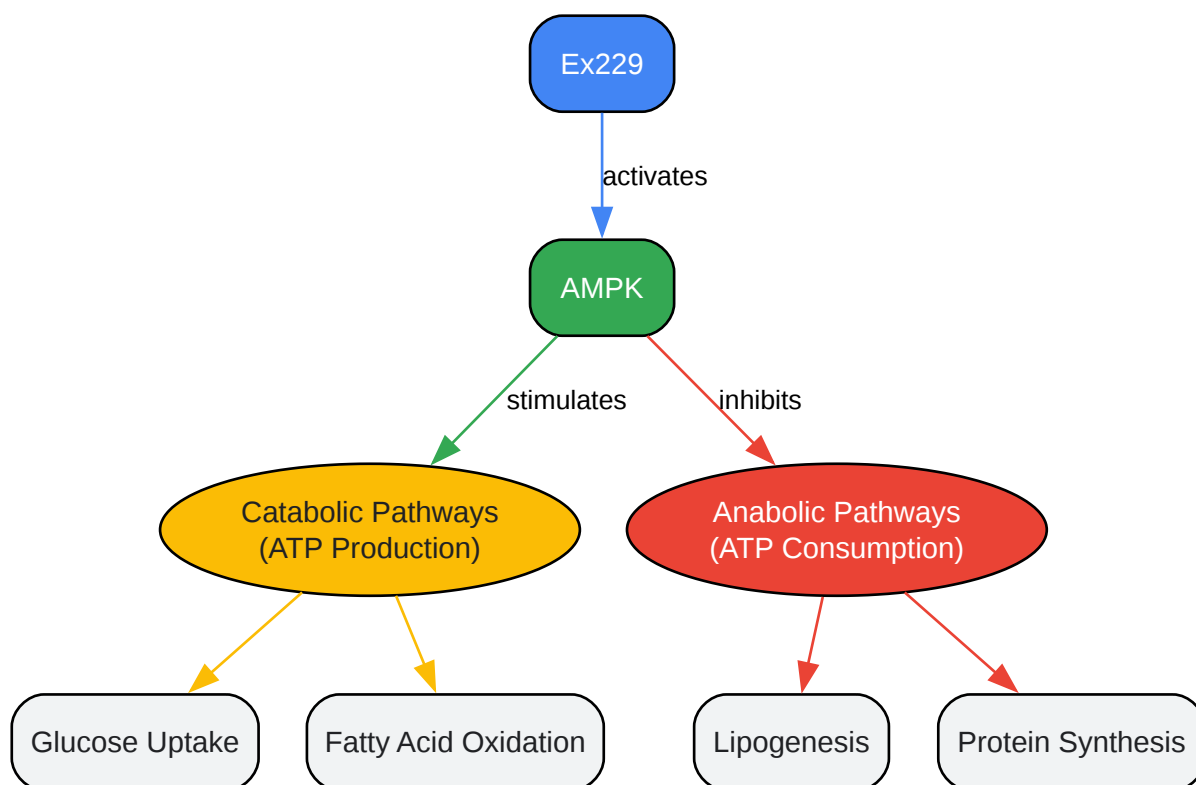 Ex229
activates
AMPK
stimulates
inhibits
Catabolic Pathways
(ATP Production)
Anabolic Pathways
(ATP Consumption)
Glucose Uptake
Fatty Acid Oxidation
Lipogenesis
Protein Synthesis